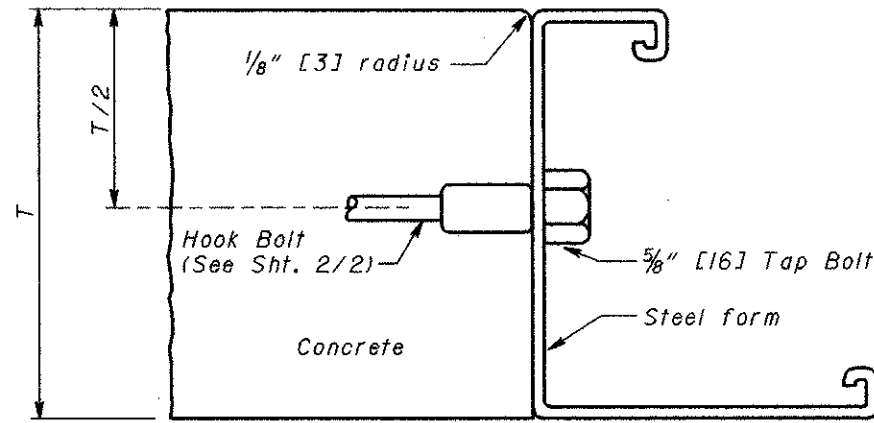 1/8" [3] radius
T/2
T
Hook Bolt
(See Sht. 2/2)
5/8" [16] Tap Bolt
Steel form
Concrete